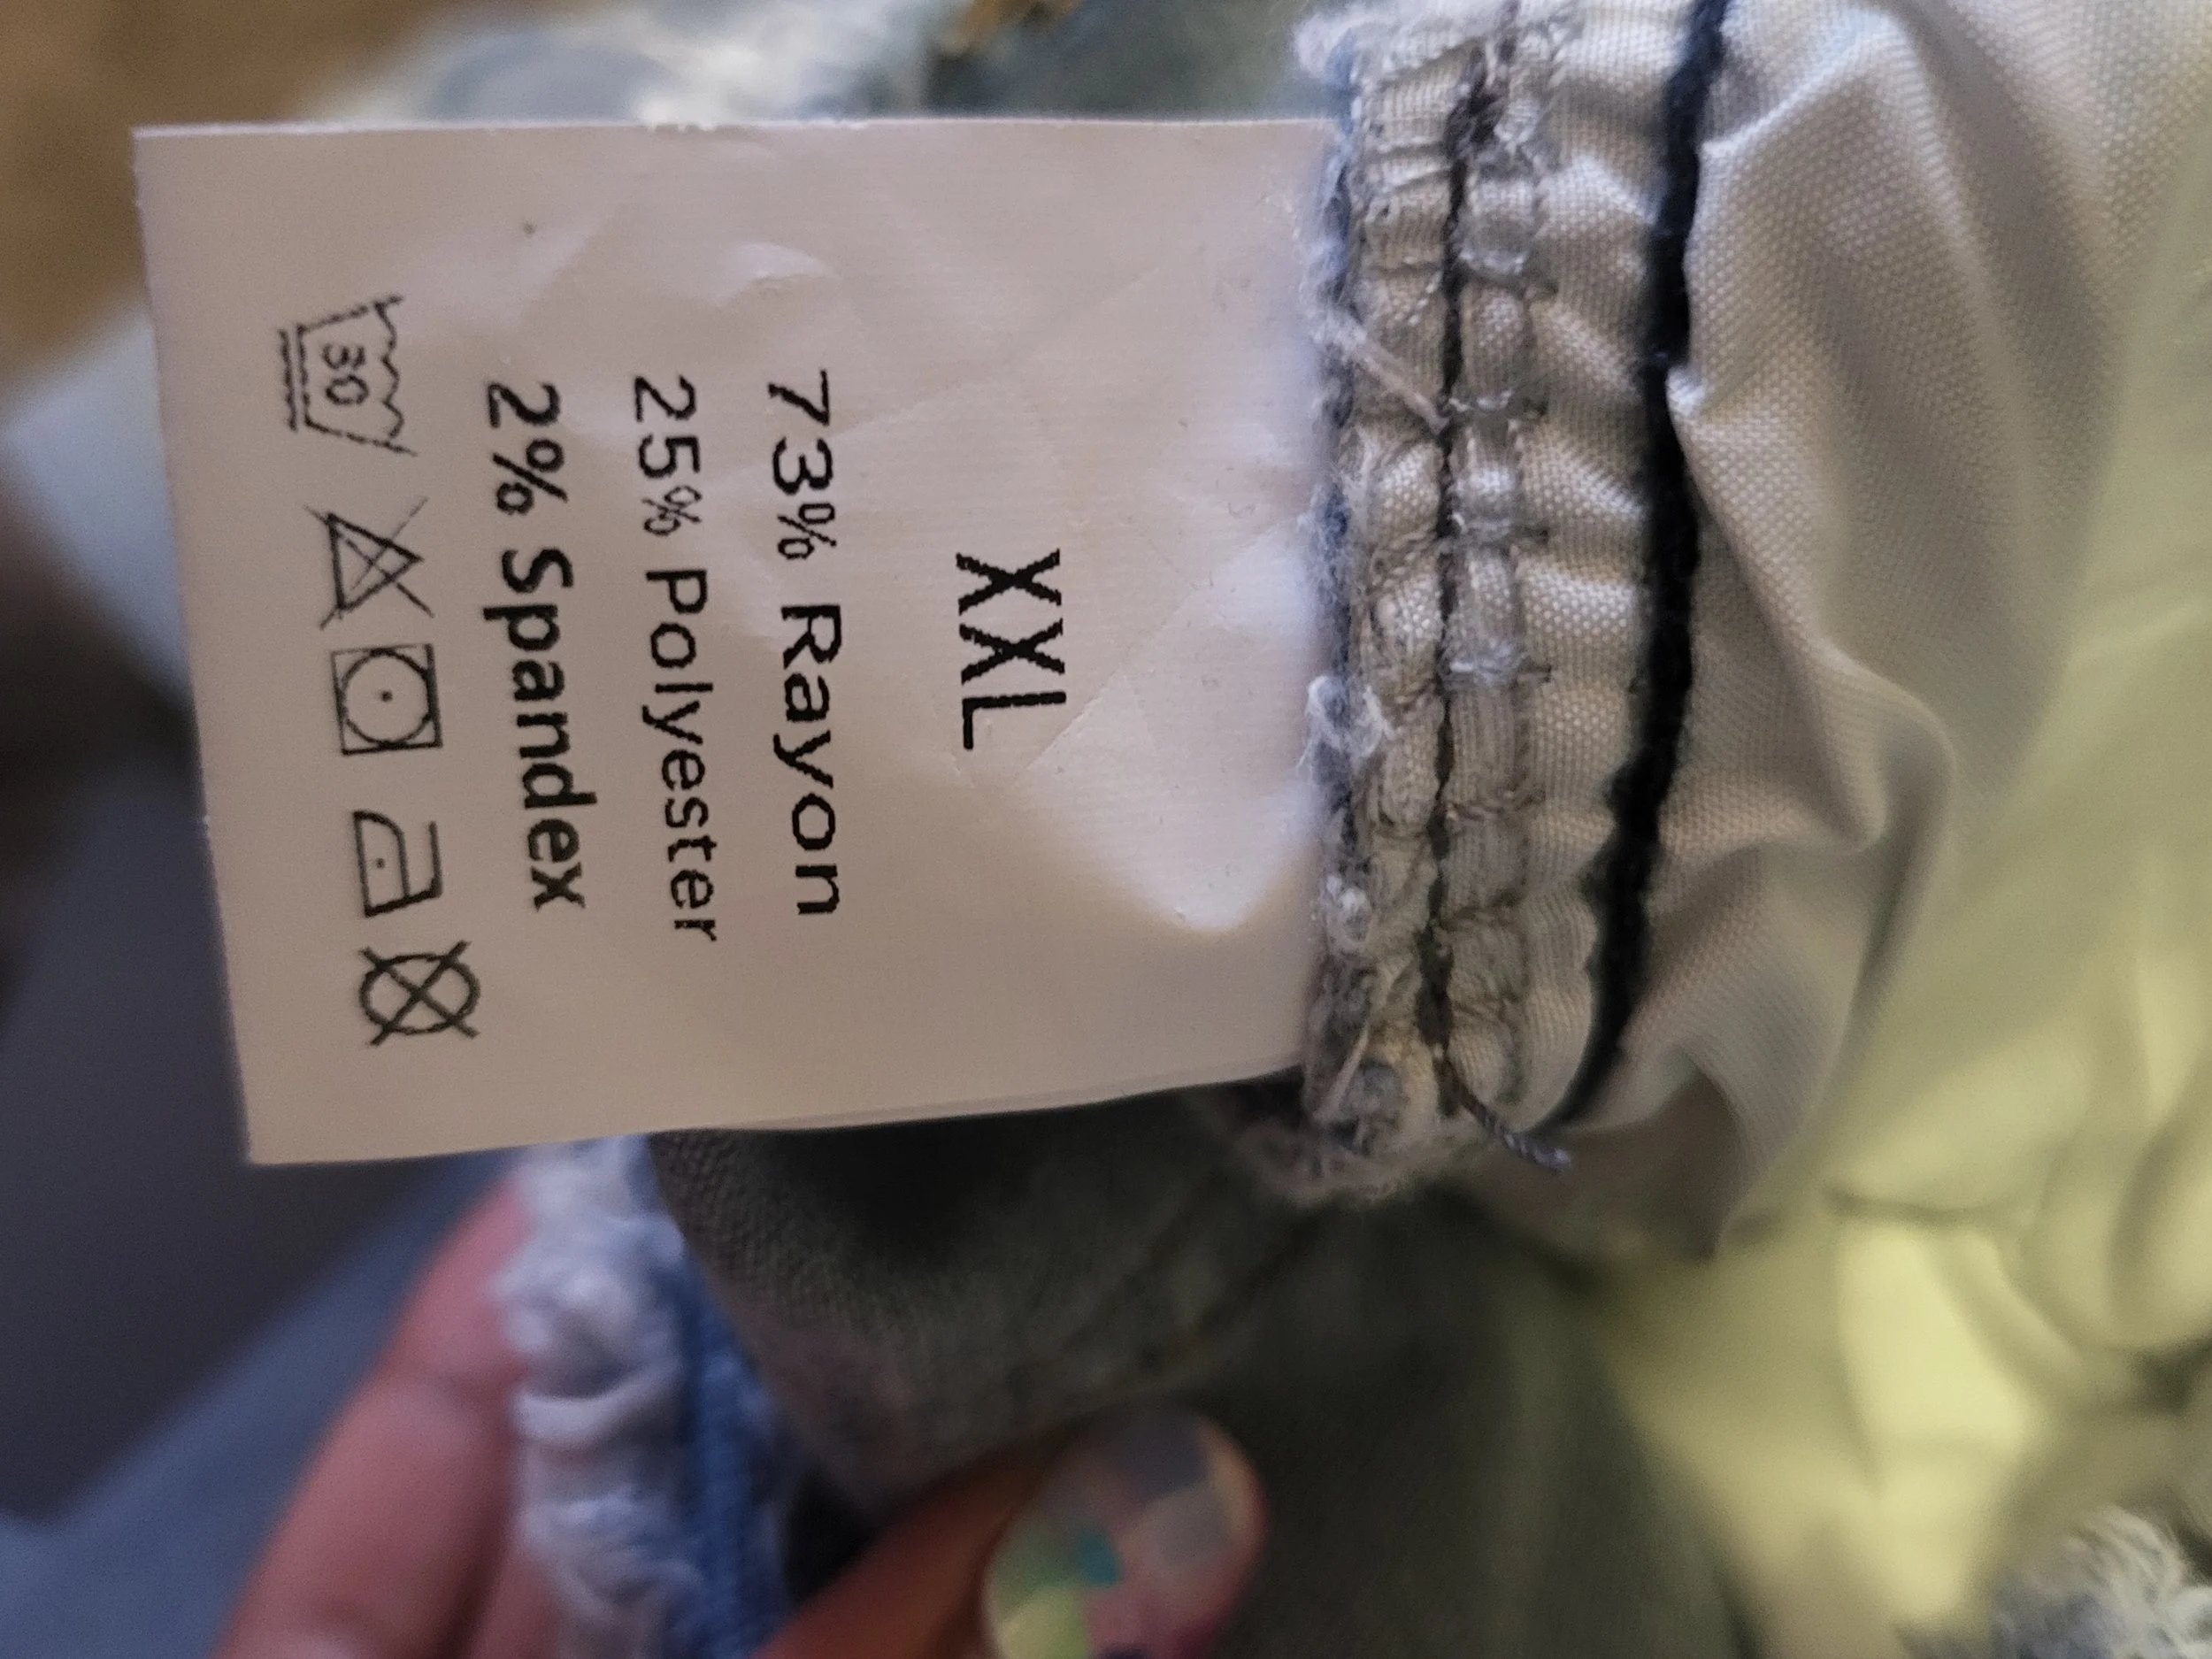 XXL
73% Rayon
25% Polyester
2% Spandex
30